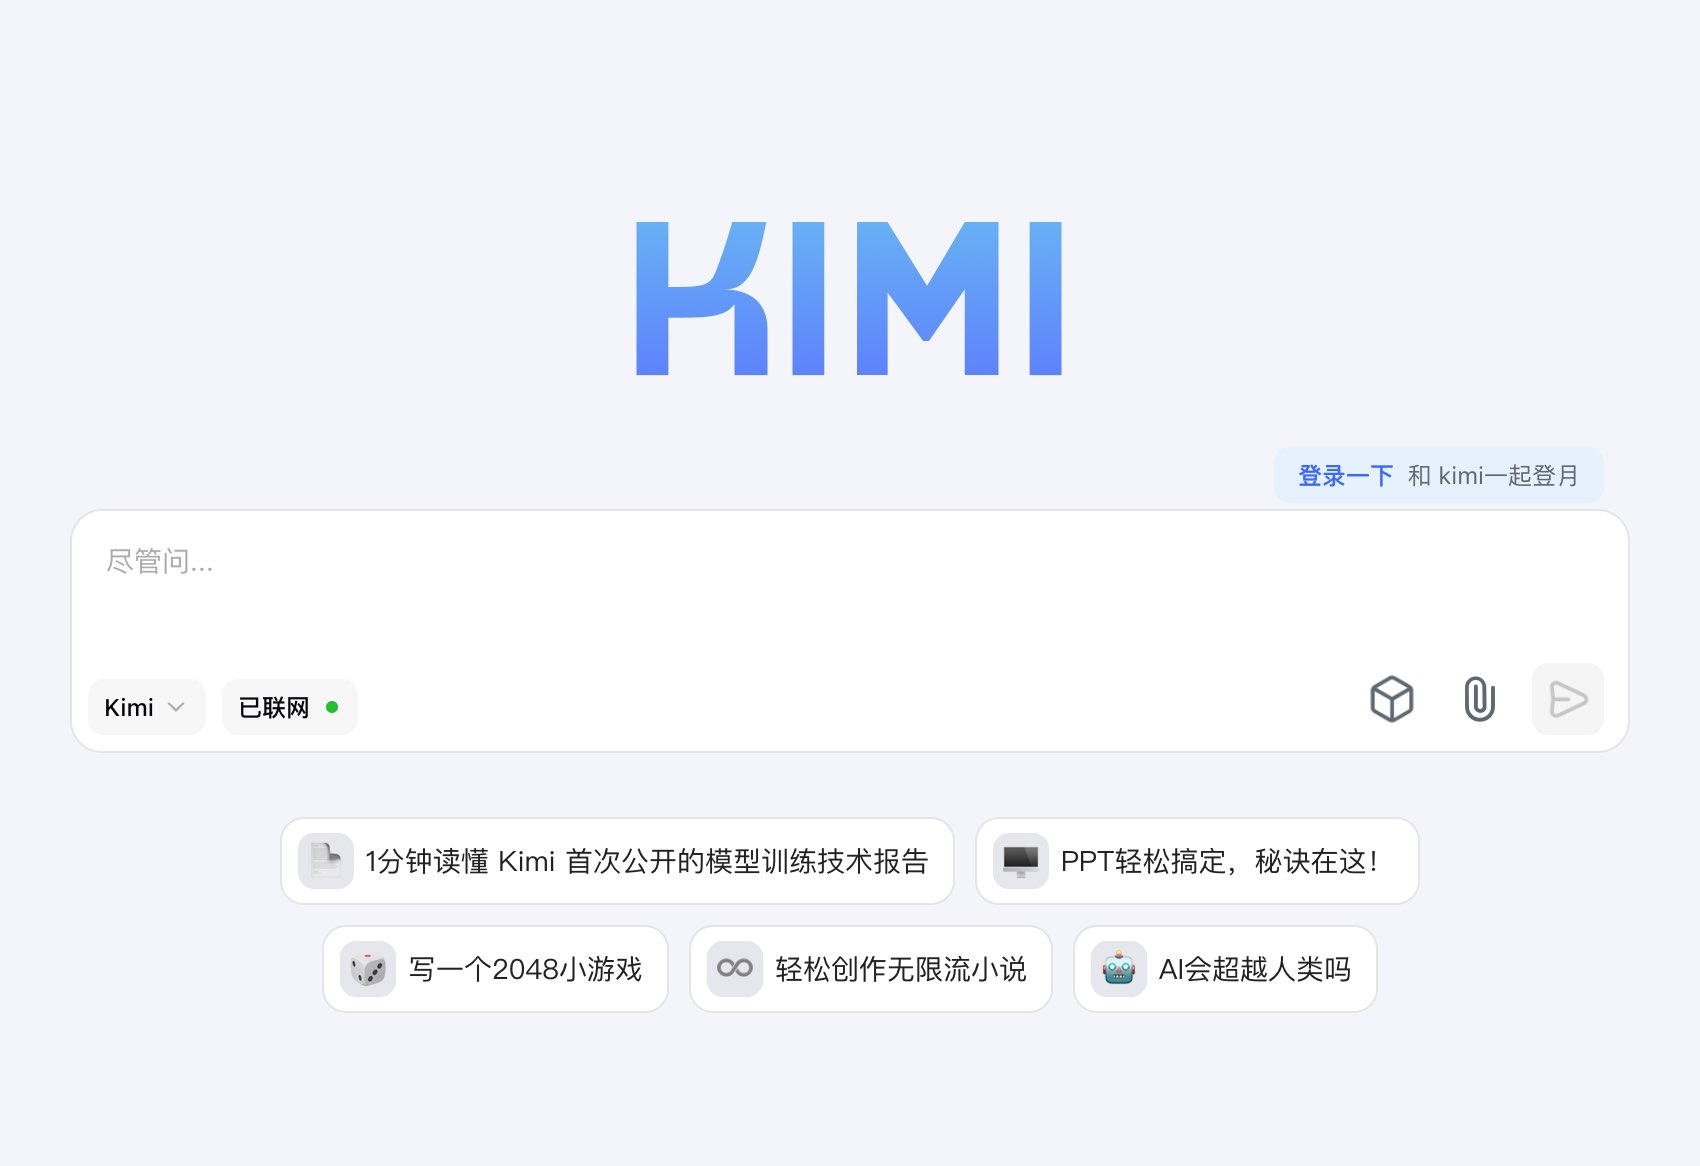 KIMI
登录一下 和 kimi一起登月
尽管问...
Kimi 已联网
1分钟读懂 Kimi 首次公开的模型训练技术报告
PPT轻松搞定，秘诀在这！
写一个2048小游戏
轻松创作无限流小说
AI会超越人类吗